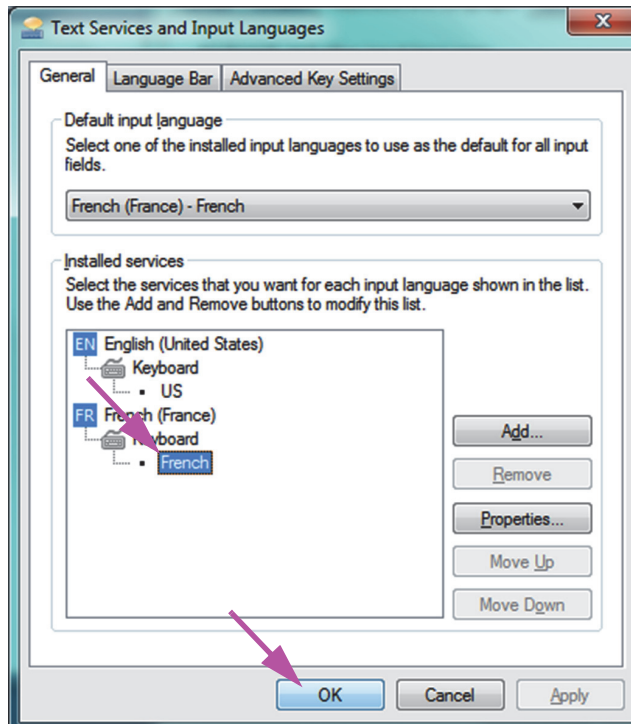 Text Services and Input Languages
General Language Bar Advanced Key Settings
Default input language
Select one of the installed input languages to use as the default for all input
fields.
French (France) - French
Installed services
Select the services that you want for each input language shown in the list.
Use the Add and Remove buttons to modify this list.
EN English (United States)
Keyboard
US
FR French (France)
Keyboard
French
Add...
Remove
Properties...
Move Up
Move Down
OK Cancel Apply